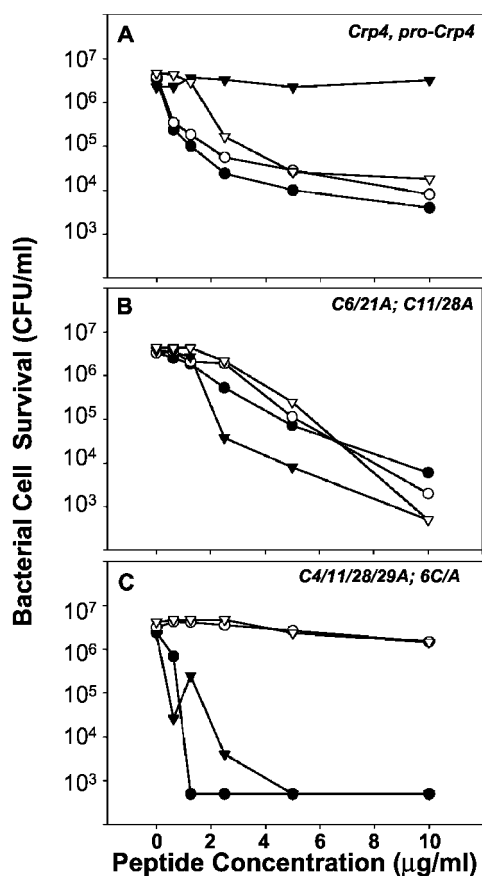 A
Crp4, pro-Crp4
10⁷
10⁶
10⁵
10⁴
10³
B
C6/21A; C11/28A
10⁷
10⁶
10⁵
10⁴
10³
C
C4/11/28/29A; 6C/A
10⁷
10⁶
10⁵
10⁴
10³
0 2 4 6 8 10
Peptide Concentration (μg/ml)
Bacterial Cell Survival (CFU/ml)